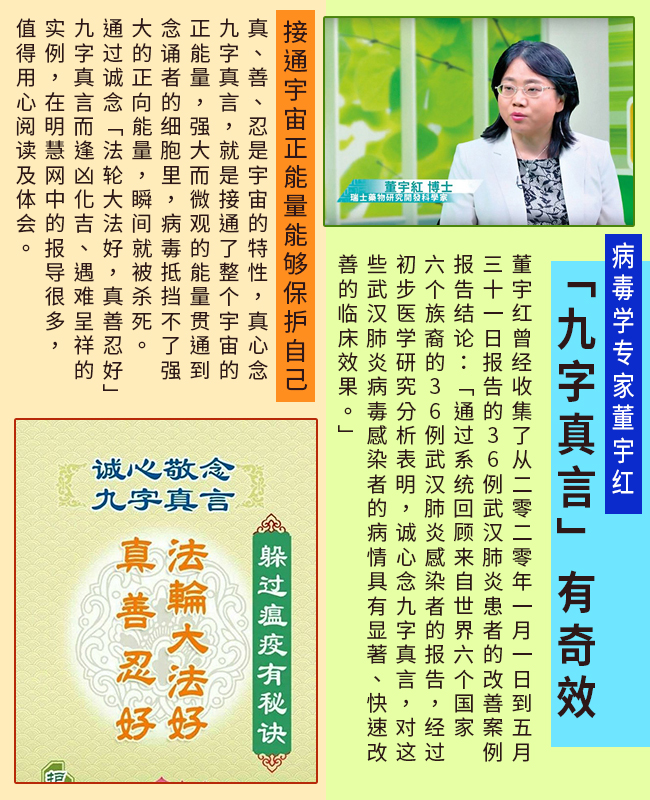 董宇紅 博士
瑞士藥物研究開發科學家
病毒学专家董宇红
「九字真言」有奇效
董宇红曾经收集了从二零二零年一月一日到五月
三十一日报告的36例武汉肺炎患者的改善案例
报告结论：「通过系统回顾来自世界六个国家
六个族裔的36例武汉肺炎感染者的报告，经过
初步医学研究分析表明，诚心念九字真言，对这
些武汉肺炎病毒感染者的病情具有显著、快速改
善的临床效果。」
接通宇宙正能量能够保护自己
真、善、忍是宇宙的特性，真心念
九字真言，就是接通了整个宇宙的
正能量，强大而微观的能量贯通到
念诵者的细胞里，病毒抵挡不了强
大的正向能量，瞬间就被杀死。
通过诚念「法轮大法好，真善忍好」
九字真言而逢凶化吉、遇难呈祥的
实例，在明慧网中的报导很多，
值得用心阅读及体会。
诚心敬念
九字真言
躲过瘟疫有秘诀
法輪大法好
真善忍好